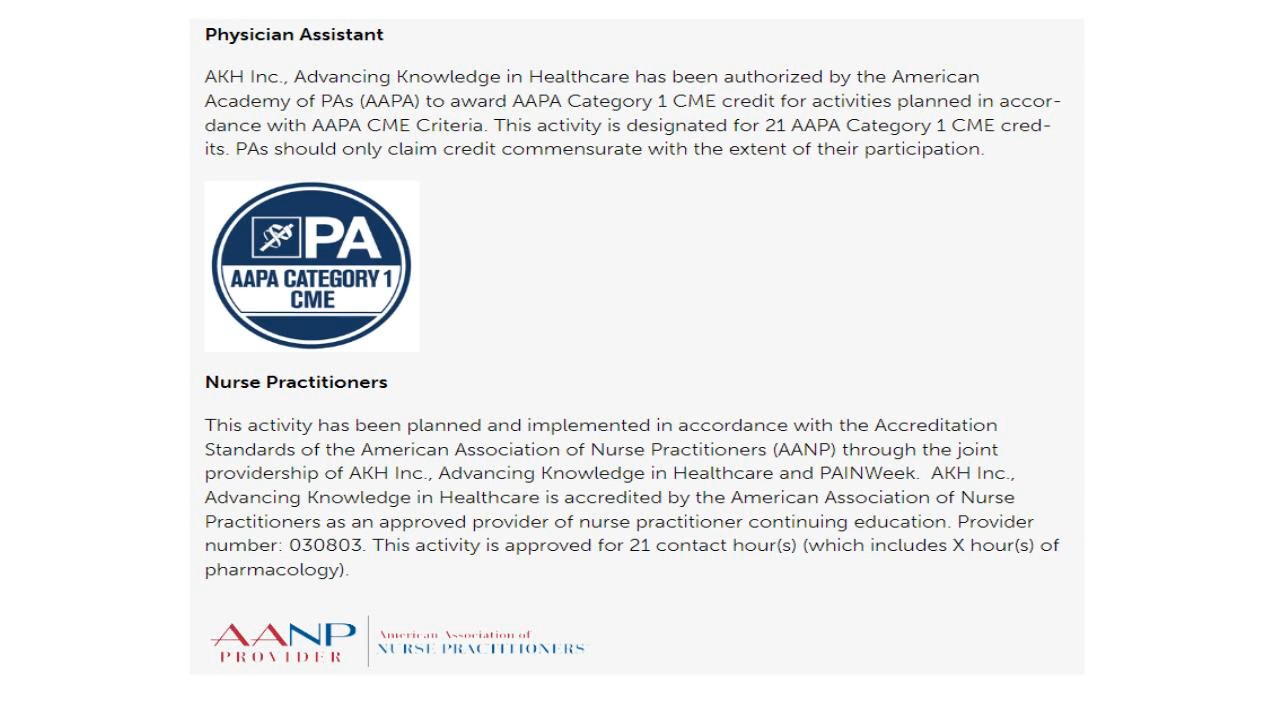 Physician Assistant
AKH Inc., Advancing Knowledge in Healthcare has been authorized by the American
Academy of PAs (AAPA) to award AAPA Category 1 CME credit for activities planned in accor-
dance with AAPA CME Criteria. This activity is designated for 21 AAPA Category 1 CME cred-
its. PAs should only claim credit commensurate with the extent of their participation.
PA
AAPA CATEGORY 1
CME
Nurse Practitioners
This activity has been planned and implemented in accordance with the Accreditation
Standards of the American Association of Nurse Practitioners (AANP) through the joint
providership of AKH Inc., Advancing Knowledge in Healthcare and PAINWeek.  AKH Inc.,
Advancing Knowledge in Healthcare is accredited by the American Association of Nurse
Practitioners as an approved provider of nurse practitioner continuing education. Provider
number: 030803. This activity is approved for 21 contact hour(s) (which includes X hour(s) of
pharmacology).
AANP
PROVIDER
American Association of
NURSE PRACTITIONERS